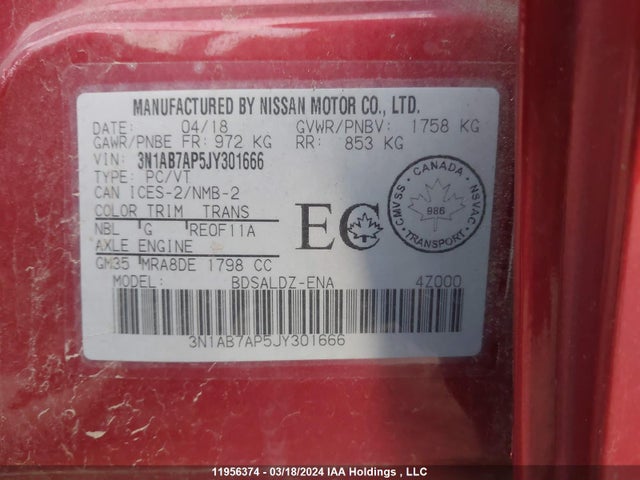 MANUFACTURED BY NISSAN MOTOR CO., LTD.
DATE: 04/18 GVWR/PNBV: 1758 KG
GAWR/PNBE FR: 972 KG RR: 853 KG
VIN: 3N1AB7AP5JY301666
TYPE: PC/VT
CAN ICES-2/NMB-2
COLOR TRIM TRANS
NBL G RE0F11A
AXLE ENGINE
GM35 MRA8DE 1798 CC
EC
CMVSS CANADA NSVAC
986
TRANSPORT
MODEL: BDSALDZ-ENA 4Z000
3N1AB7AP5JY301666
11956374 - 03/18/2024 IAA Holdings , LLC